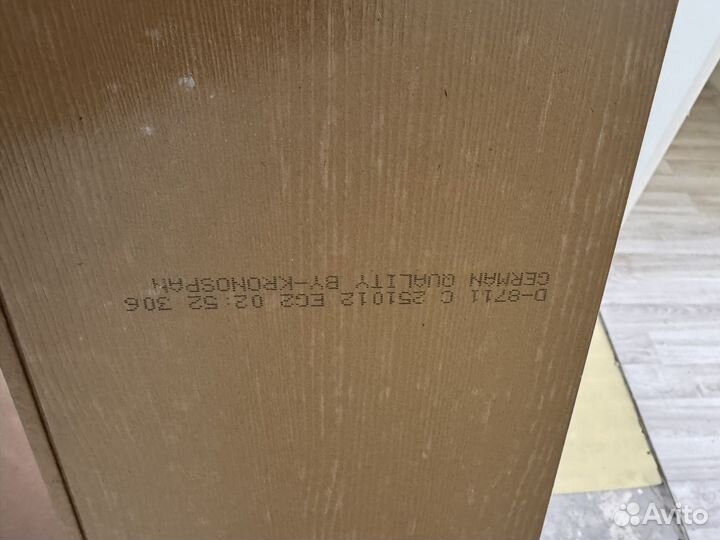 D-8711 C 251012 EG2 02:52 306
GERMAN QUALITY BY-KRONOSPAN
Avito